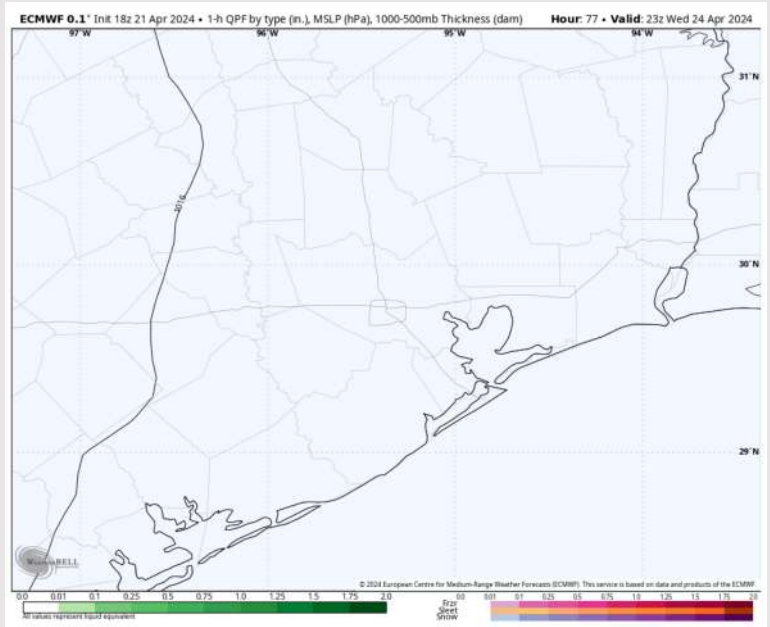 ECMWF 0.1° Init 18z 21 Apr 2024 • 1-h QPF by type (in.), MSLP (hPa), 1000-500mb Thickness (dam) Hour: 77 • Valid: 23z Wed 24 Apr 2024
97°W 96°W 95°W 94°W
31°N
1016
30°N
29°N
WEATHERBELL
© 2024 European Centre for Medium-Range Weather Forecasts (ECMWF). This service is based on data and products of the ECMWF
0.0 0.01 0.1 0.25 0.5 0.75 1.0 1.25 1.5 1.75 2.0
All values represent liquid equivalent
0.0 0.01 0.1 0.25 0.5 0.75 1.0 1.25 1.5 1.75 2.0
Frzr
Sleet
Snow